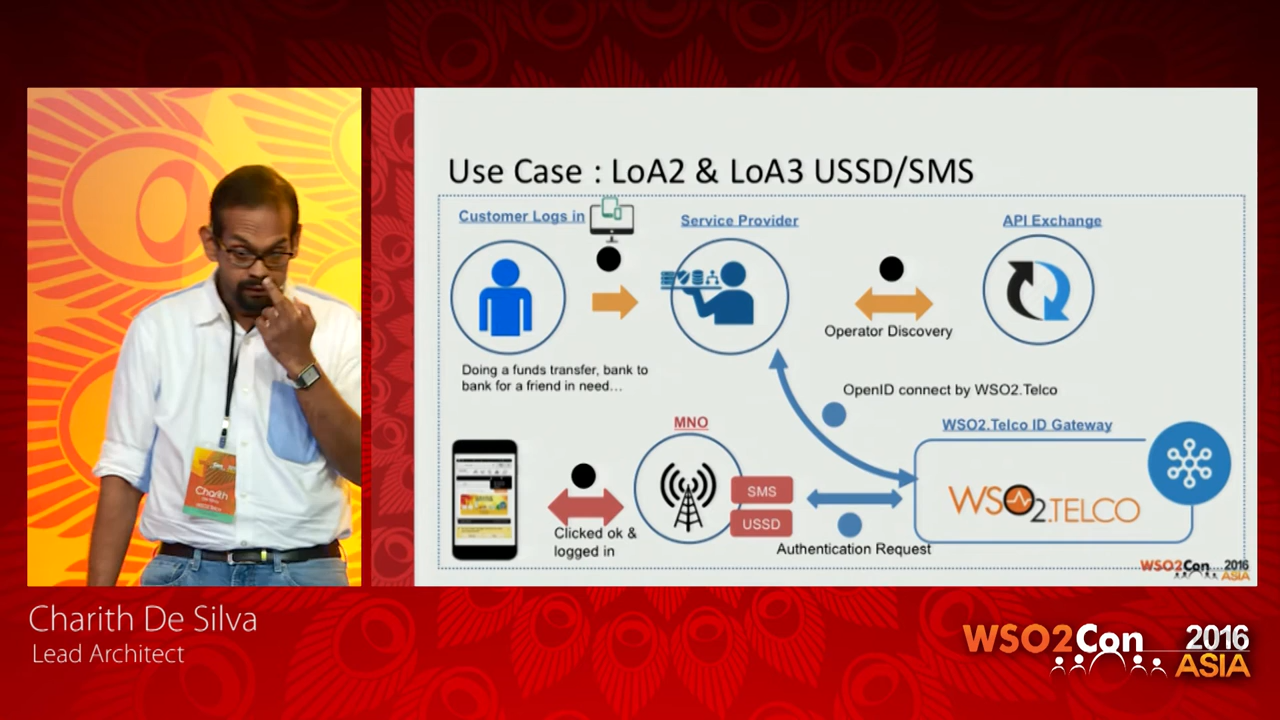 Use Case : LoA2 & LoA3 USSD/SMS
Customer Logs in
Service Provider
API Exchange
Operator Discovery
Doing a funds transfer, bank to
bank for a friend in need...
OpenID connect by WSO2.Telco
MNO
WSO2.Telco ID Gateway
SMS
USSD
WSO2.TELCO
Clicked ok &
logged in
Authentication Request
WSO2Con 2016
ASIA
Charith
Charith De Silva
Lead Architect
WSO2Con 2016
ASIA